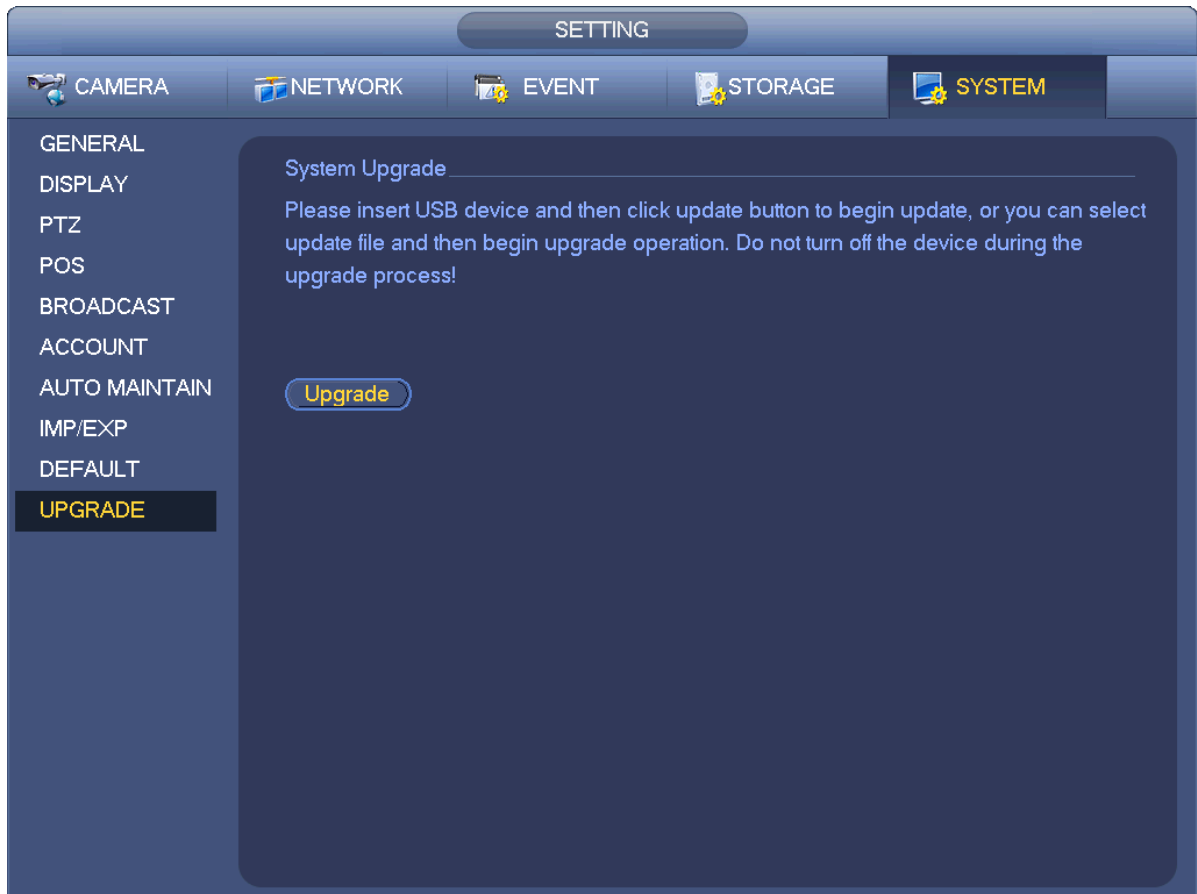 SETTING
CAMERA NETWORK EVENT STORAGE SYSTEM
GENERAL
DISPLAY
PTZ
POS
BROADCAST
ACCOUNT
AUTO MAINTAIN
IMP/EXP
DEFAULT
UPGRADE
System Upgrade
Please insert USB device and then click update button to begin update, or you can select
update file and then begin upgrade operation. Do not turn off the device during the
upgrade process!
Upgrade